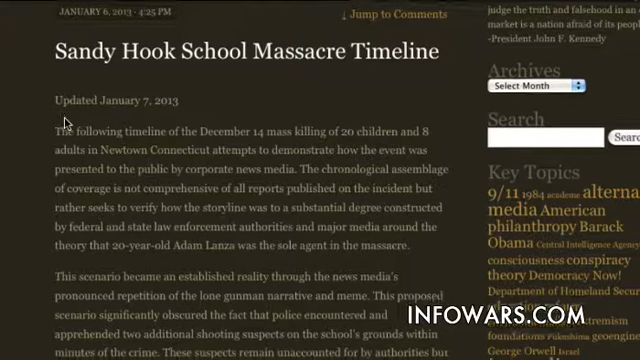 JANUARY 6, 2013 · 4:25 PM
↓ Jump to Comments
Sandy Hook School Massacre Timeline
Updated January 7, 2013
The following timeline of the December 14 mass killing of 20 children and 8
adults in Newtown Connecticut attempts to demonstrate how the event was
presented to the public by corporate news media. The chronological assemblage
of coverage is not comprehensive of all reports published on the incident but
rather seeks to verify how the storyline was to a substantial degree constructed
by federal and state law enforcement authorities and major media around the
theory that 20-year-old Adam Lanza was the sole agent in the massacre.
This scenario became an established reality through the news media's
pronounced repetition of the lone gunman narrative and meme. This proposed
scenario significantly obscured the fact that police encountered and
apprehended two additional shooting suspects on the school's grounds within
minutes of the crime. These suspects remain unaccounted for by authorities but
judge the truth and falsehood in an
market is a nation afraid of its peopl
-President John F. Kennedy
Archives
Select Month
Search
Searc
Key Topics
9/11 1984 academe alterna
media American
philanthropy Barack
Obama Central Intelligence Agency
consciousness conspiracy
theory Democracy Now!
Department of Homeland Secur
extremism
foundations Fukushima geoengine
George Orwell Israel
INFOWARS.COM